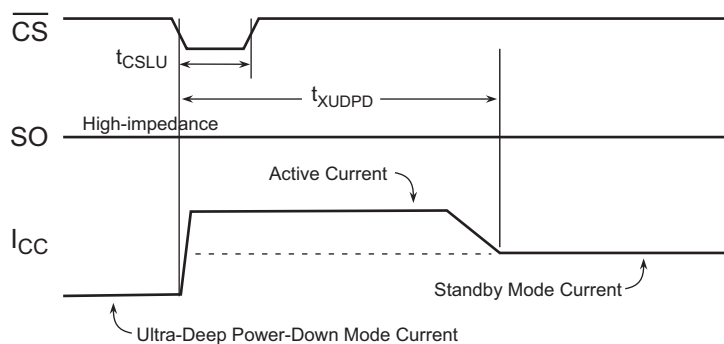 CS
tCSLU
tXUDPD
High-impedance
SO
Active Current
ICC
Standby Mode Current
Ultra-Deep Power-Down Mode Current